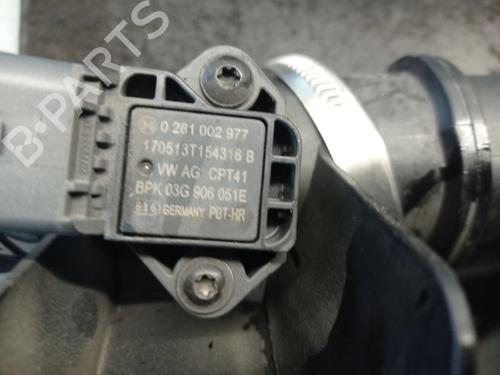 B-PARTS
0 281 002 977
170513T154316 B
VW AG CPT41
BPK 03G 906 051E
GERMANY PBT-HR